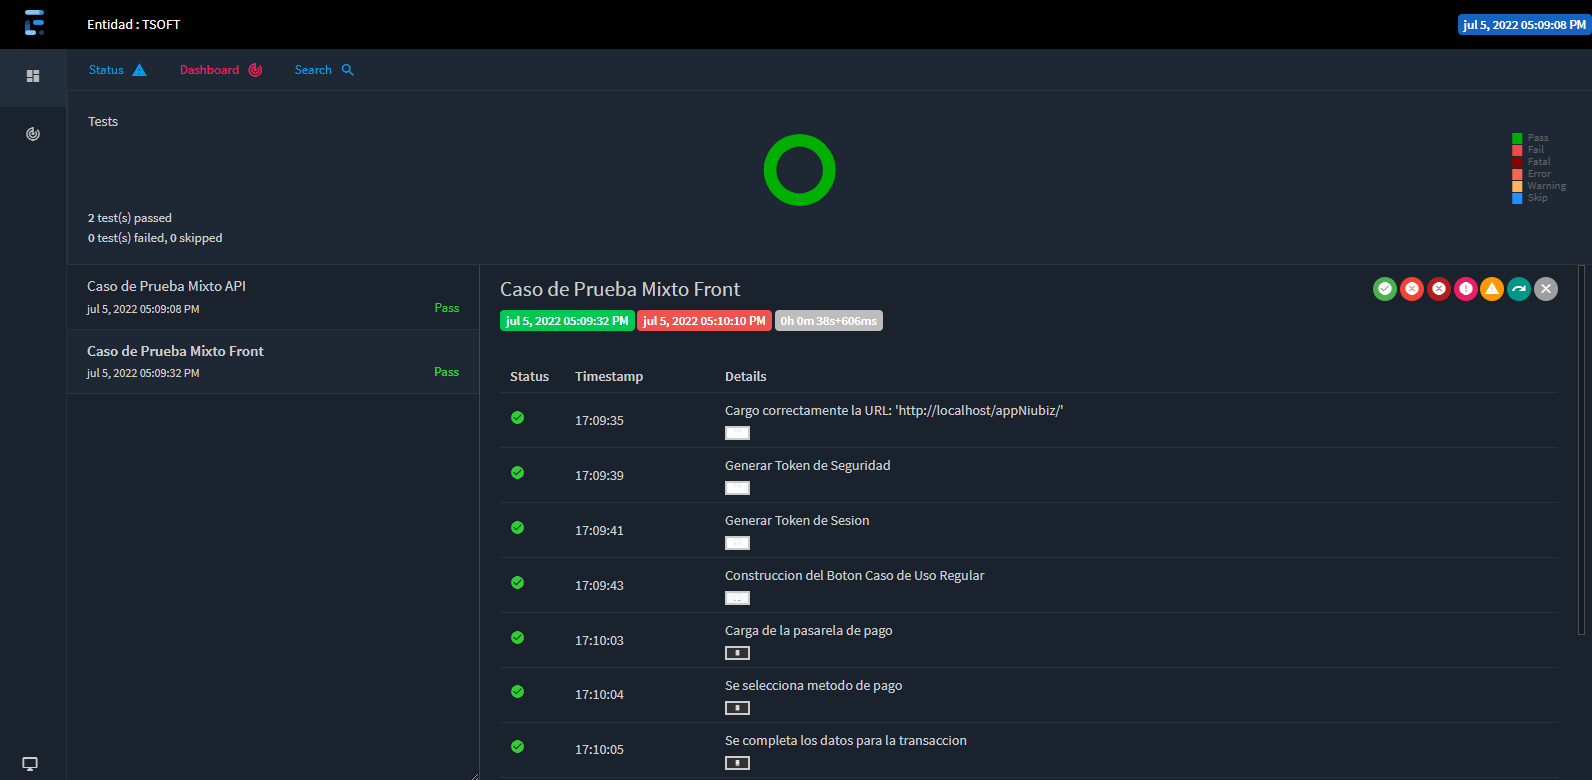 Entidad : TSOFT
jul 5, 2022 05:09:08 PM
Status
Dashboard
Search
Tests
Pass
Fail
Fatal
Error
Warning
Skip
2 test(s) passed
0 test(s) failed, 0 skipped
Caso de Prueba Mixto API
jul 5, 2022 05:09:08 PM
Pass
Caso de Prueba Mixto Front
jul 5, 2022 05:09:32 PM
Pass
Caso de Prueba Mixto Front
jul 5, 2022 05:09:32 PM jul 5, 2022 05:10:10 PM 0h 0m 38s+606ms
Status Timestamp Details
17:09:35 Cargo correctamente la URL: 'http://localhost/appNiubiz/'
17:09:39 Generar Token de Seguridad
17:09:41 Generar Token de Sesion
17:09:43 Construccion del Boton Caso de Uso Regular
17:10:03 Carga de la pasarela de pago
17:10:04 Se selecciona metodo de pago
17:10:05 Se completa los datos para la transaccion